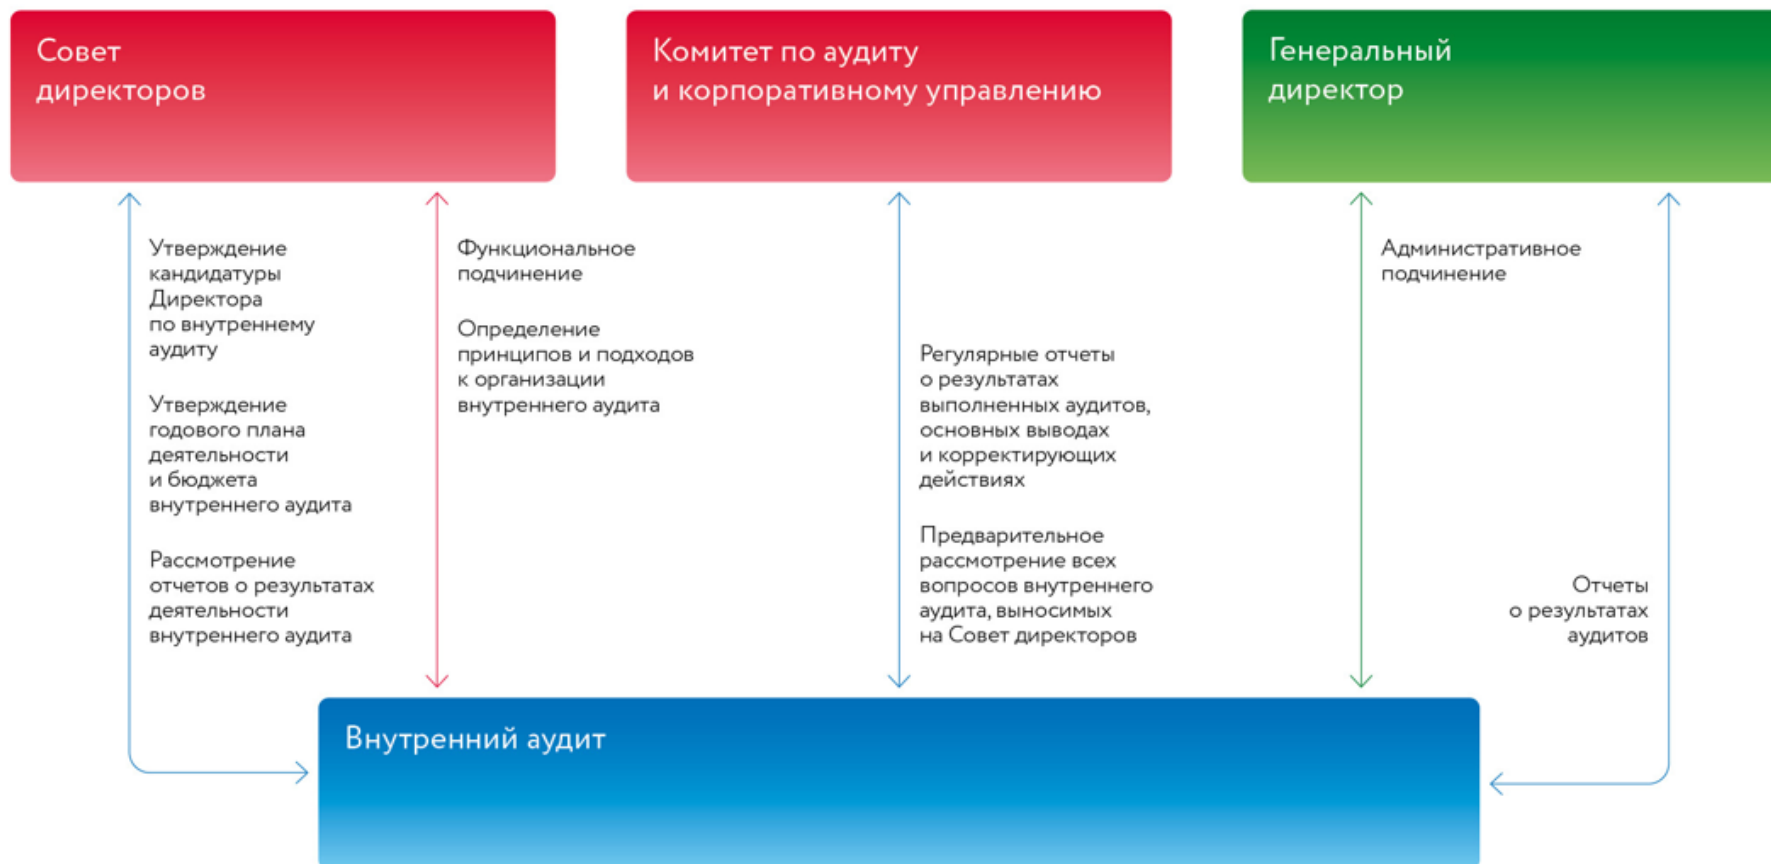 Совет
директоров
Комитет по аудиту
и корпоративному управлению
Генеральный
директор
Утверждение
кандидатуры
Директора
по внутреннему
аудиту
Утверждение
годового плана
деятельности
и бюджета
внутреннего аудита
Рассмотрение
отчетов о результатах
деятельности
внутреннего аудита
Функциональное
подчинение
Определение
принципов и подходов
к организации
внутреннего аудита
Регулярные отчеты
о результатах
выполненных аудитов,
основных выводах
и корректирующих
действиях
Предварительное
рассмотрение всех
вопросов внутреннего
аудита, выносимых
на Совет директоров
Административное
подчинение
Отчеты
о результатах
аудитов
Внутренний аудит